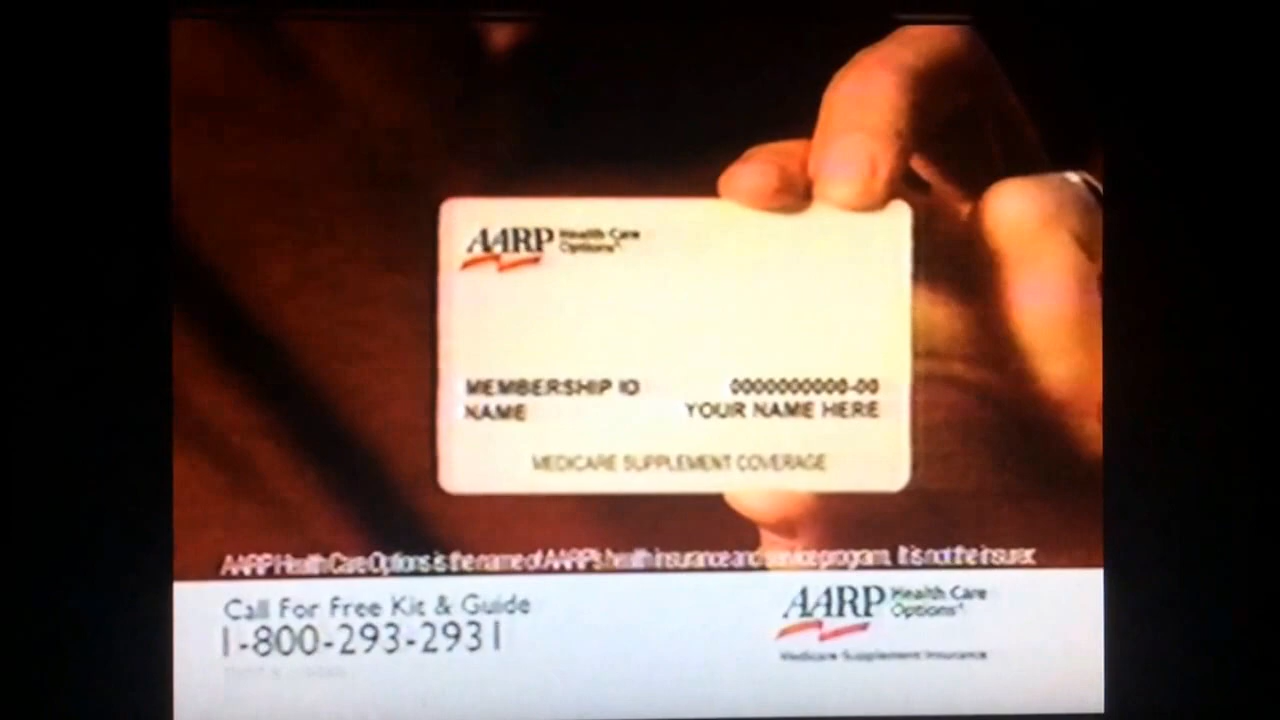 AARP Health Care
Options
MEMBERSHIP ID 0000000000-00
NAME YOUR NAME HERE
MEDICARE SUPPLEMENT COVERAGE
AARP Health Care Options is the name of AARP's health insurance and service program. It is not the insurer.
Call For Free Kit & Guide
1-800-293-2931
AARP Health Care
Options
Medicare Supplement Insurance